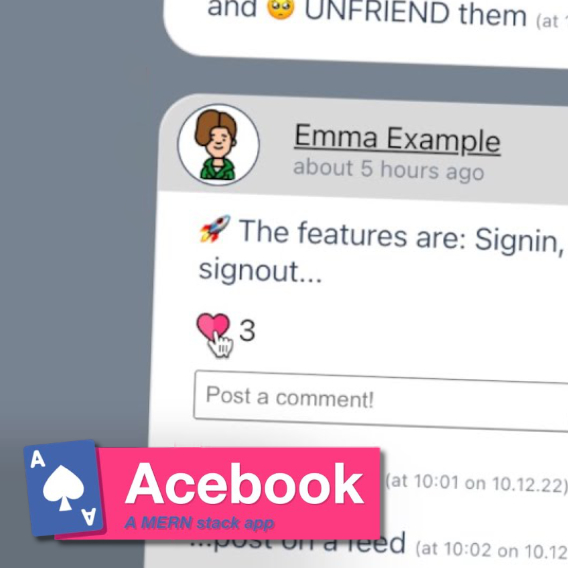 and 🥺 UNFRIEND them (at
Emma Example
about 5 hours ago
🚀 The features are: Signin,
signout...
3
Post a comment!
(at 10:01 on 10.12.22)
A
A
Acebook
A MERN stack app
...post on a feed (at 10:02 on 10.12